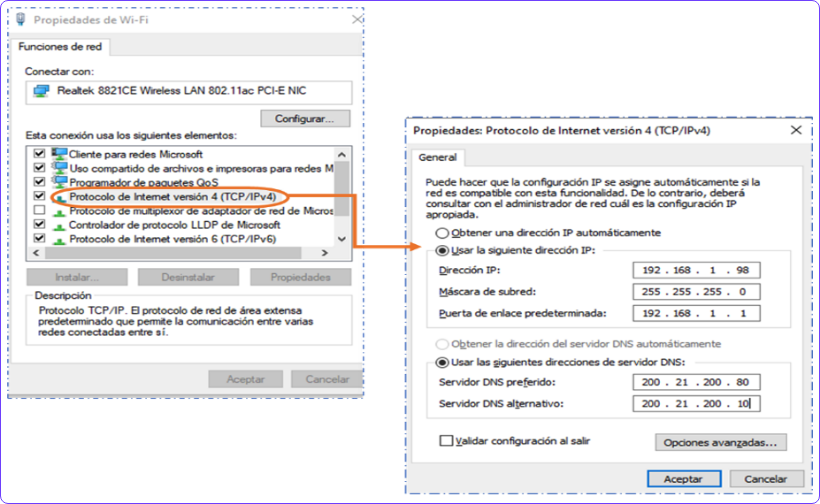 Propiedades de Wi-Fi
Funciones de red
Conectar con:
Realtek 8821CE Wireless LAN 802.11ac PCI-E NIC
Configurar...
Esta conexión usa los siguientes elementos:
Cliente para redes Microsoft
Uso compartido de archivos e impresoras para redes M
Programador de paquetes QoS
Protocolo de Internet versión 4 (TCP/IPv4)
Protocolo de multiplexor de adaptador de red de Micros
Controlador de protocolo LLDP de Microsoft
Protocolo de Internet versión 6 (TCP/IPv6)
Instalar...
Desinstalar
Propiedades
Descripción
Protocolo TCP/IP. El protocolo de red de área extensa
predeterminado que permite la comunicación entre varias
redes conectadas entre sí.
Aceptar
Cancelar
Propiedades: Protocolo de Internet versión 4 (TCP/IPv4)
General
Puede hacer que la configuración IP se asigne automáticamente si la
red es compatible con esta funcionalidad. De lo contrario, deberá
consultar con el administrador de red cuál es la configuración IP
apropiada.
Obtener una dirección IP automáticamente
Usar la siguiente dirección IP:
Dirección IP: 192 . 168 . 1 . 98
Máscara de subred: 255 . 255 . 255 . 0
Puerta de enlace predeterminada: 192 . 168 . 1 . 1
Obtener la dirección del servidor DNS automáticamente
Usar las siguientes direcciones de servidor DNS:
Servidor DNS preferido: 200 . 21 . 200 . 80
Servidor DNS alternativo: 200 . 21 . 200 . 10
Validar configuración al salir
Opciones avanzadas...
Aceptar
Cancelar